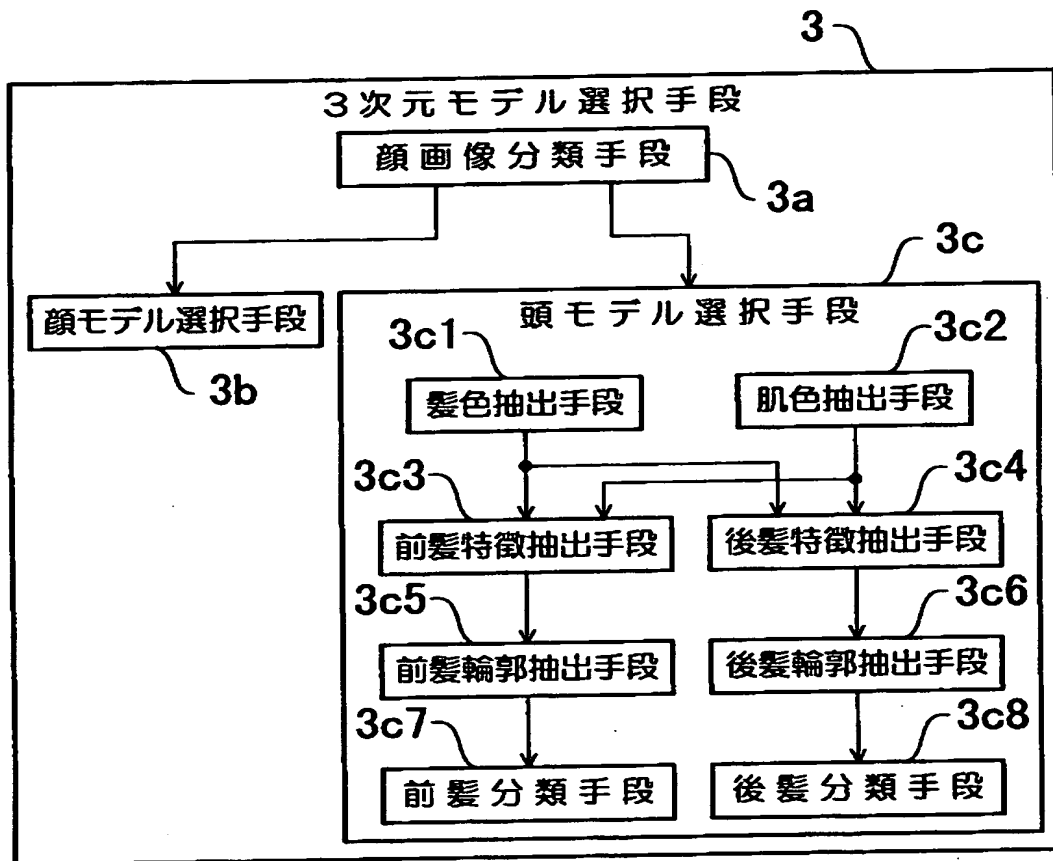 3
3次元モデル選択手段
顔画像分類手段
3a
3c
顔モデル選択手段
3b
頭モデル選択手段
3c1
3c2
髪色抽出手段
肌色抽出手段
3c3
3c4
前髪特徴抽出手段
後髪特徴抽出手段
3c5
3c6
前髪輪郭抽出手段
後髪輪郭抽出手段
3c7
3c8
前髪分類手段
後髪分類手段